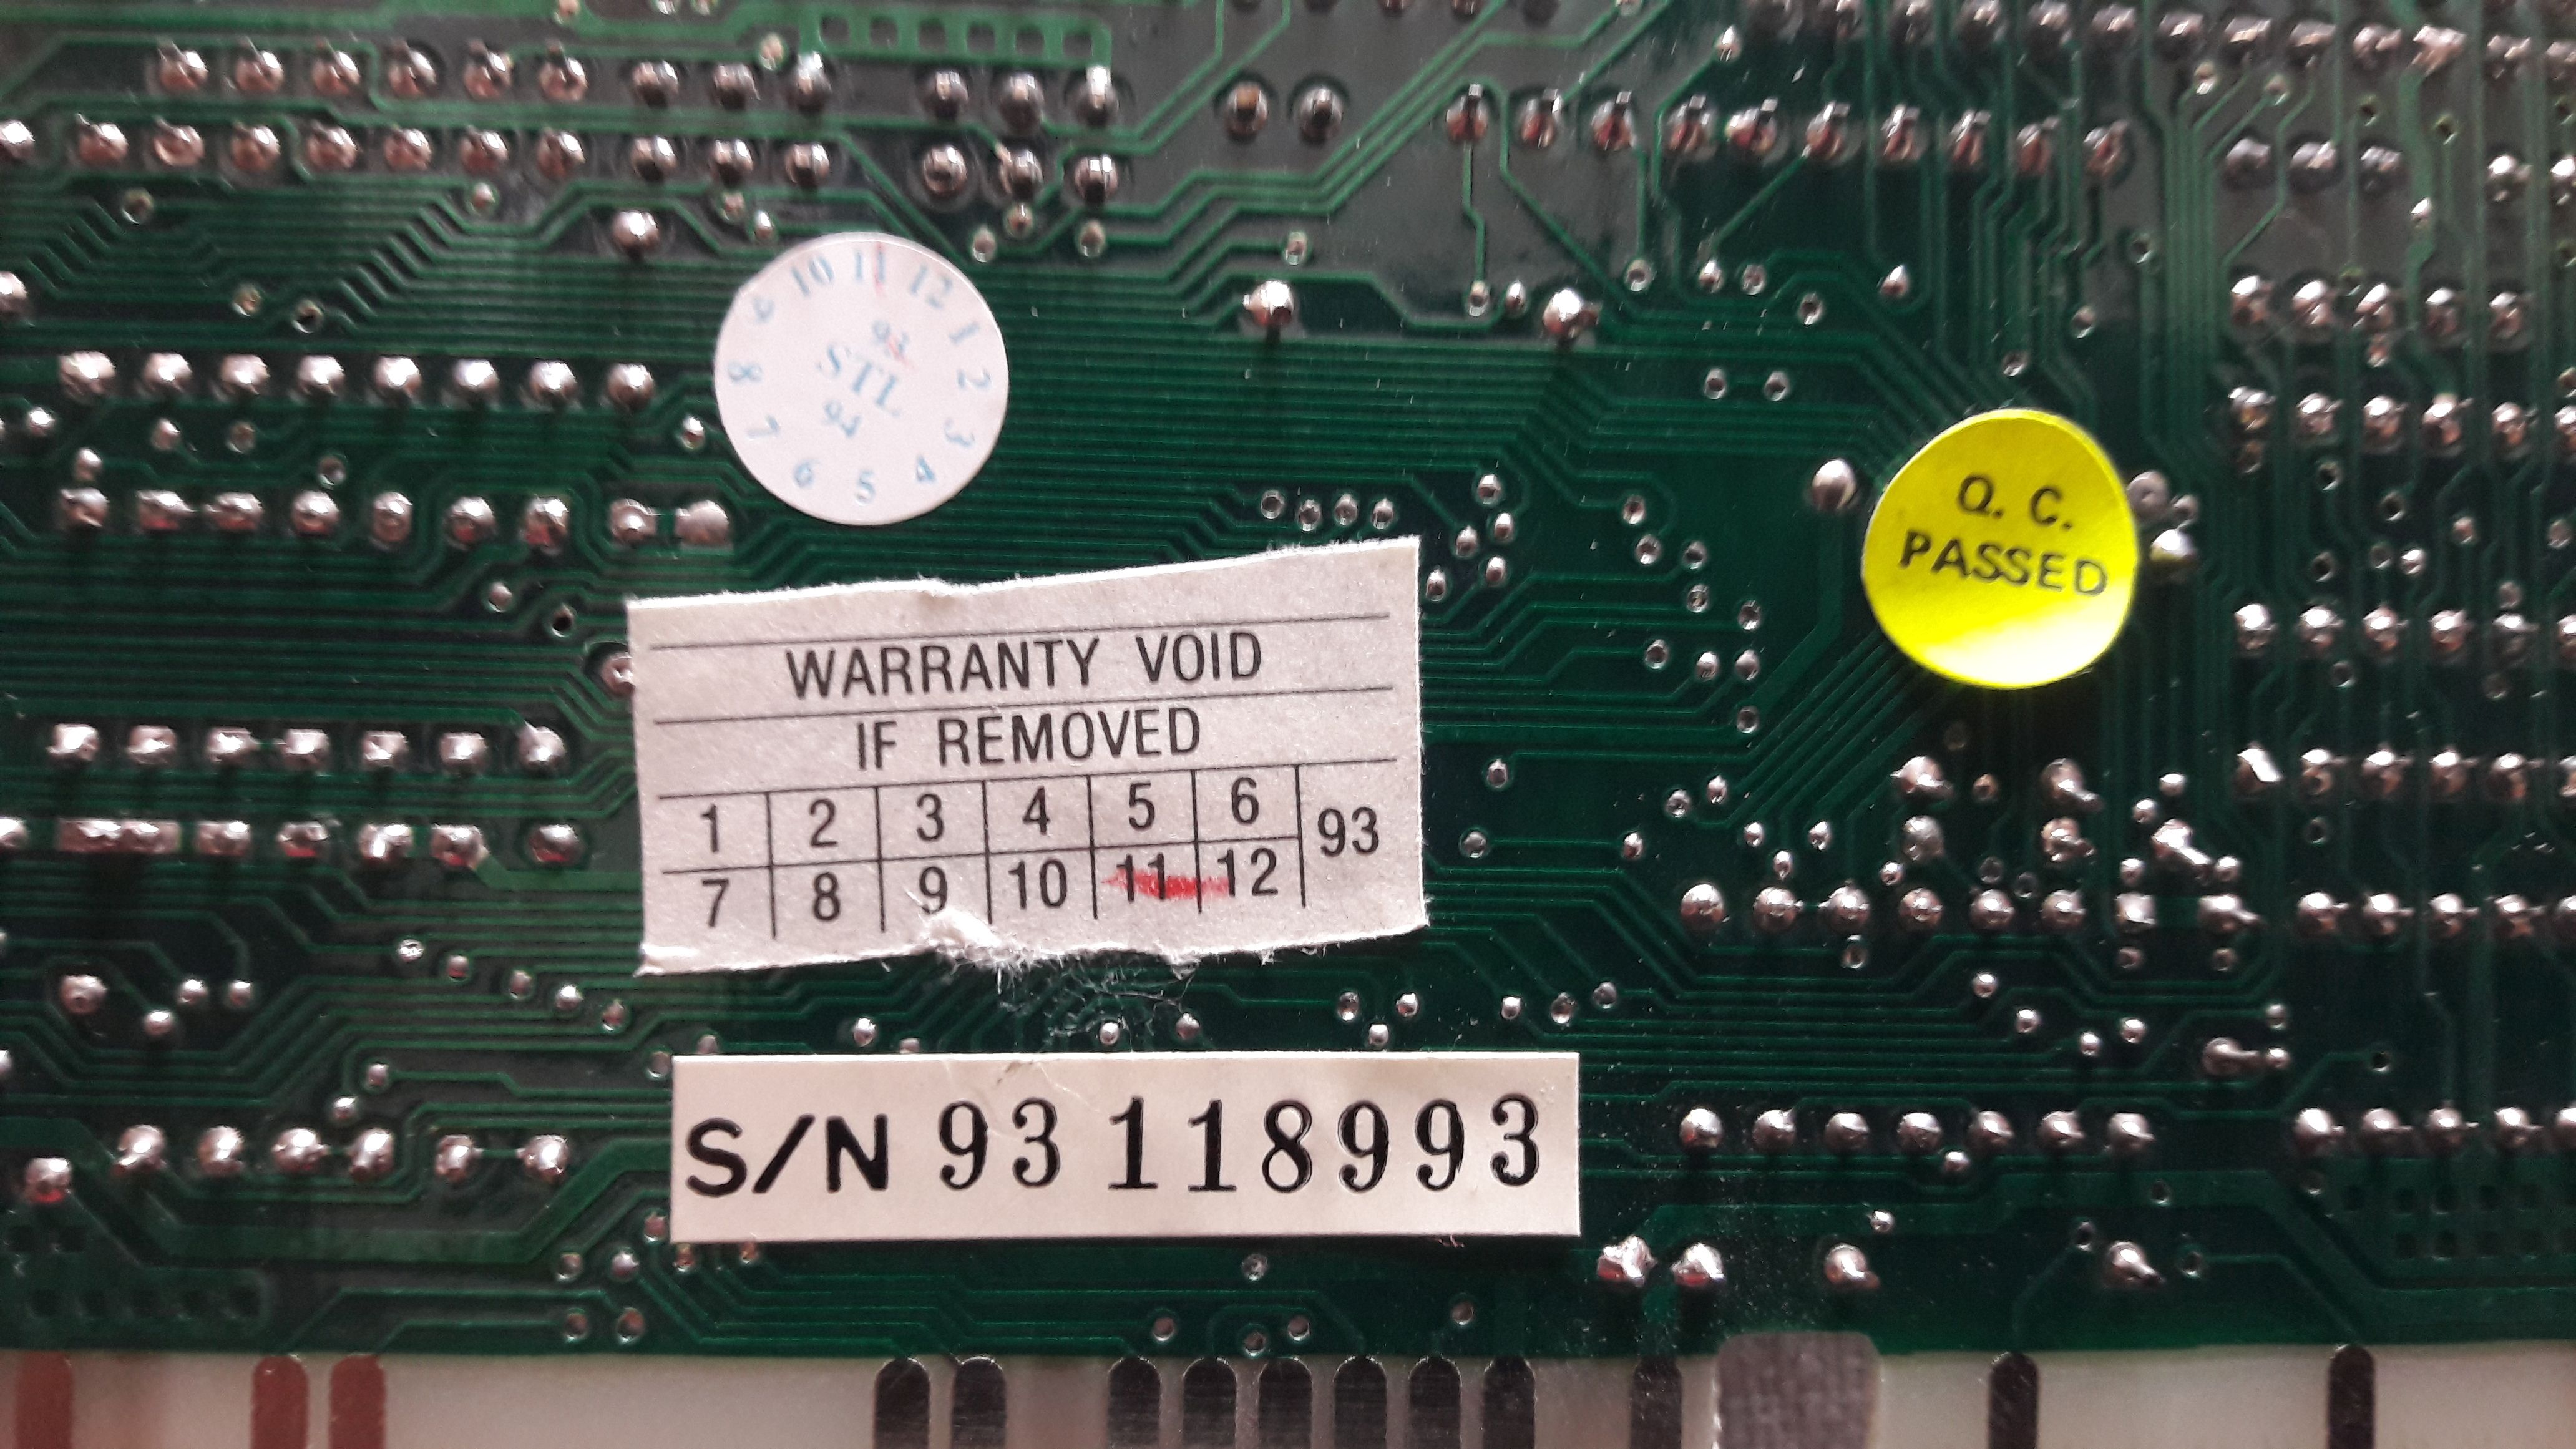 10 11 12
9 93 1
8 STL 2
7 94 3
6 5 4
Q. C.
PASSED
WARRANTY VOID
IF REMOVED
1 2 3 4 5 6 93
7 8 9 10 11 12
S/N 93 118993